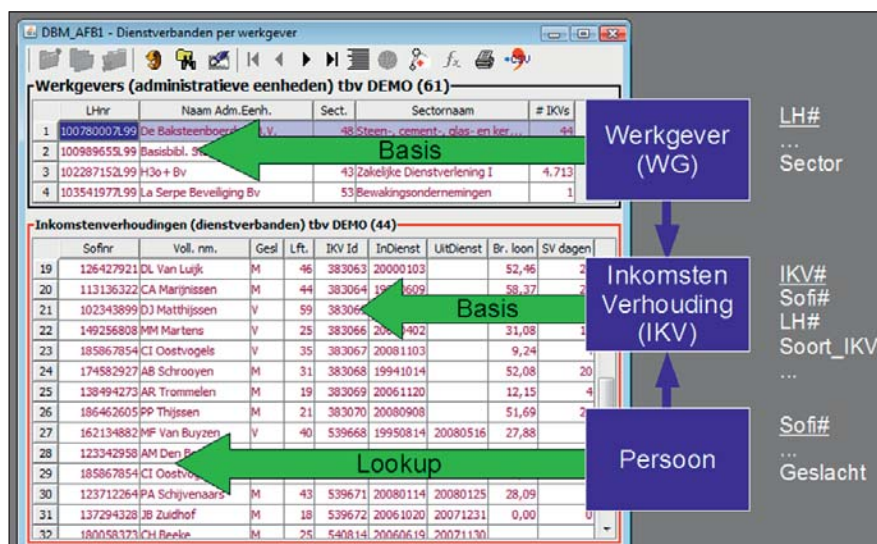 DBM_AFB1 - Dienstverbanden per werkgever
Werkgevers (administratieve eenheden) tbv DEMO (61)
LHnr Naam Adm.Eenh. Sect. Sectornaam # IKVs
1 100780007L99 De Baksteenboer B.V. 48 Steen-, cement-, glas- en ker... 44
2 100989655L99 Basisbibl.
3 102287152L99 H3o+ Bv 43 Zakelijke Dienstverlening I 4.713
4 103541977L99 La Serpe Beveiliging Bv 53 Bewakingsondernemingen 1
Basis
Inkomstenverhoudingen (dienstverbanden) tbv DEMO (44)
Sofinr Voll. nm. Gesl Lft. IKV Id InDienst UitDienst Br. loon SV dagen
19 126427921 DL Van Luijk M 46 383063 20000103 52,46
20 113136322 CA Marijnissen M 44 383064 58,37
21 102343899 DJ Matthijssen V 59
22 149256808 MM Martens V 25 383066 31,08
23 185867854 CI Oostvogels V 35 383067 20081103 9,24
24 174582927 AB Schrooyen M 31 383068 19941014 52,08 20
25 138494273 AR Trommelen M 19 383069 20061120 12,15 4
26 186462605 PP Thijssen M 21 383070 20080908 51,69
27 162134882 MF Van Buyzen V 40 539668 19950814 20080516 27,88
28 123342958 AM Den
29 185867854 CI
30 123712264 PA Schijvenaars M 43 539671 20080114 20080125 28,09
31 137294328 JB Zuidhof M 18 539672 20061020 20071231 0,00 0
32 180058373 CH Beeke M 25 540814 20060619 20071130
Basis
Lookup
Werkgever
(WG)
LH#
...
Sector
Inkomsten
Verhouding
(IKV)
IKV#
Sofi#
LH#
Soort_IKV
...
Persoon
Sofi#
...
Geslacht